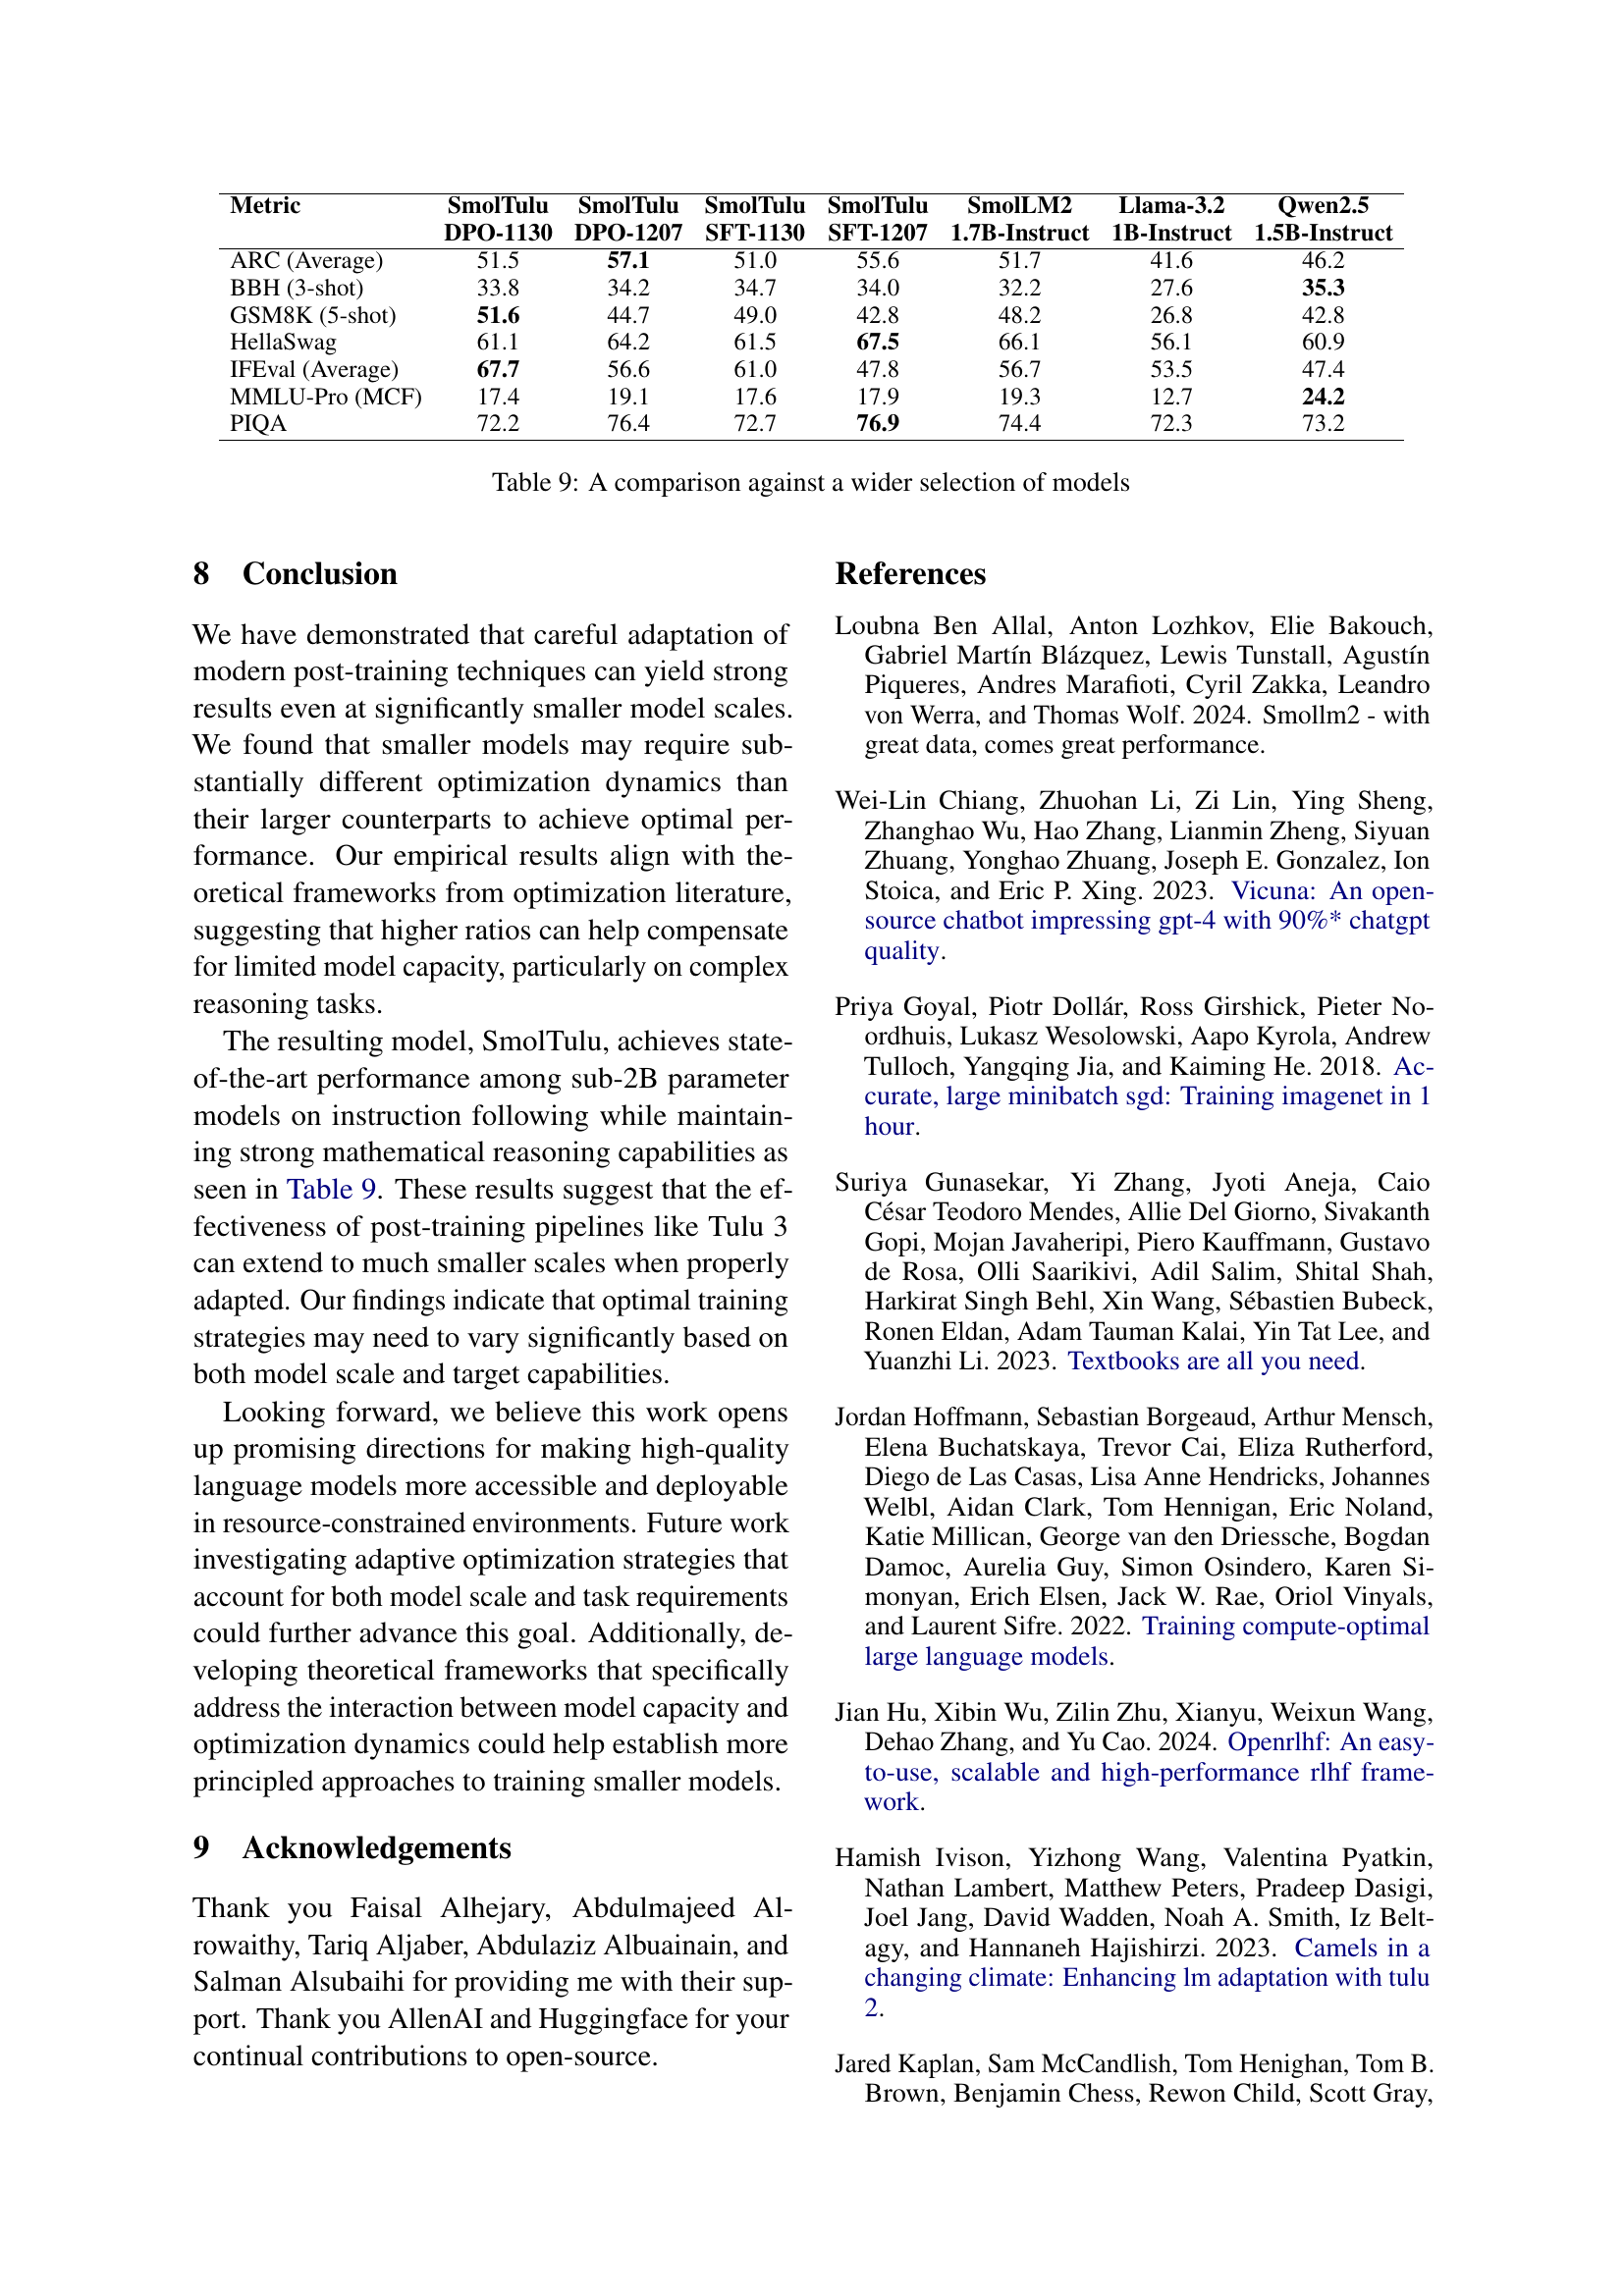 Metric SmolTulu SmolTulu SmolTulu SmolTulu SmolLM2 Llama-3.2 Qwen2.5
DPO-1130 DPO-1207 SFT-1130 SFT-1207 1.7B-Instruct 1B-Instruct 1.5B-Instruct
ARC (Average) 51.5 57.1 51.0 55.6 51.7 41.6 46.2
BBH (3-shot) 33.8 34.2 34.7 34.0 32.2 27.6 35.3
GSM8K (5-shot) 51.6 44.7 49.0 42.8 48.2 26.8 42.8
HellaSwag 61.1 64.2 61.5 67.5 66.1 56.1 60.9
IFEval (Average) 67.7 56.6 61.0 47.8 56.7 53.5 47.4
MMLU-Pro (MCF) 17.4 19.1 17.6 17.9 19.3 12.7 24.2
PIQA 72.2 76.4 72.7 76.9 74.4 72.3 73.2
Table 9: A comparison against a wider selection of models
8 Conclusion
We have demonstrated that careful adaptation of
modern post-training techniques can yield strong
results even at significantly smaller model scales.
We found that smaller models may require sub-
stantially different optimization dynamics than
their larger counterparts to achieve optimal per-
formance. Our empirical results align with the-
oretical frameworks from optimization literature,
suggesting that higher ratios can help compensate
for limited model capacity, particularly on complex
reasoning tasks.
The resulting model, SmolTulu, achieves state-
of-the-art performance among sub-2B parameter
models on instruction following while maintain-
ing strong mathematical reasoning capabilities as
seen in Table 9. These results suggest that the ef-
fectiveness of post-training pipelines like Tulu 3
can extend to much smaller scales when properly
adapted. Our findings indicate that optimal training
strategies may need to vary significantly based on
both model scale and target capabilities.
Looking forward, we believe this work opens
up promising directions for making high-quality
language models more accessible and deployable
in resource-constrained environments. Future work
investigating adaptive optimization strategies that
account for both model scale and task requirements
could further advance this goal. Additionally, de-
veloping theoretical frameworks that specifically
address the interaction between model capacity and
optimization dynamics could help establish more
principled approaches to training smaller models.
9 Acknowledgements
Thank you Faisal Alhejary, Abdulmajeed Al-
rowaithy, Tariq Aljaber, Abdulaziz Albuainain, and
Salman Alsubaihi for providing me with their sup-
port. Thank you AllenAI and Huggingface for your
continual contributions to open-source.
References
Loubna Ben Allal, Anton Lozhkov, Elie Bakouch,
Gabriel Martín Blázquez, Lewis Tunstall, Agustín
Piqueres, Andres Marafioti, Cyril Zakka, Leandro
von Werra, and Thomas Wolf. 2024. Smollm2 - with
great data, comes great performance.
Wei-Lin Chiang, Zhuohan Li, Zi Lin, Ying Sheng,
Zhanghao Wu, Hao Zhang, Lianmin Zheng, Siyuan
Zhuang, Yonghao Zhuang, Joseph E. Gonzalez, Ion
Stoica, and Eric P. Xing. 2023. Vicuna: An open-
source chatbot impressing gpt-4 with 90%* chatgpt
quality.
Priya Goyal, Piotr Dollár, Ross Girshick, Pieter No-
ordhuis, Lukasz Wesolowski, Aapo Kyrola, Andrew
Tulloch, Yangqing Jia, and Kaiming He. 2018. Ac-
curate, large minibatch sgd: Training imagenet in 1
hour.
Suriya Gunasekar, Yi Zhang, Jyoti Aneja, Caio
César Teodoro Mendes, Allie Del Giorno, Sivakanth
Gopi, Mojan Javaheripi, Piero Kauffmann, Gustavo
de Rosa, Olli Saarikivi, Adil Salim, Shital Shah,
Harkirat Singh Behl, Xin Wang, Sébastien Bubeck,
Ronen Eldan, Adam Tauman Kalai, Yin Tat Lee, and
Yuanzhi Li. 2023. Textbooks are all you need.
Jordan Hoffmann, Sebastian Borgeaud, Arthur Mensch,
Elena Buchatskaya, Trevor Cai, Eliza Rutherford,
Diego de Las Casas, Lisa Anne Hendricks, Johannes
Welbl, Aidan Clark, Tom Hennigan, Eric Noland,
Katie Millican, George van den Driessche, Bogdan
Damoc, Aurelia Guy, Simon Osindero, Karen Si-
monyan, Erich Elsen, Jack W. Rae, Oriol Vinyals,
and Laurent Sifre. 2022. Training compute-optimal
large language models.
Jian Hu, Xibin Wu, Zilin Zhu, Xianyu, Weixun Wang,
Dehao Zhang, and Yu Cao. 2024. Openrlhf: An easy-
to-use, scalable and high-performance rlhf frame-
work.
Hamish Ivison, Yizhong Wang, Valentina Pyatkin,
Nathan Lambert, Matthew Peters, Pradeep Dasigi,
Joel Jang, David Wadden, Noah A. Smith, Iz Belt-
agy, and Hannaneh Hajishirzi. 2023. Camels in a
changing climate: Enhancing lm adaptation with tulu
2.
Jared Kaplan, Sam McCandlish, Tom Henighan, Tom B.
Brown, Benjamin Chess, Rewon Child, Scott Gray,